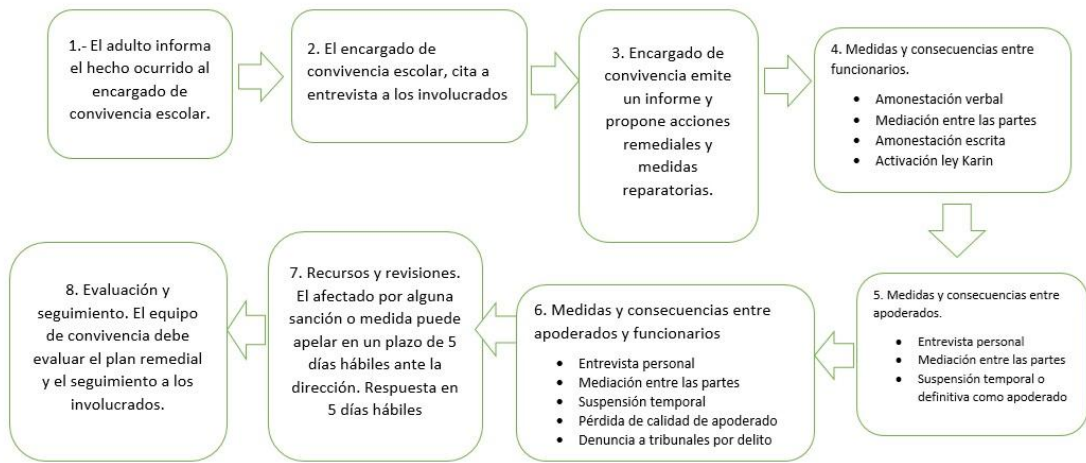 1.- El adulto informa
el hecho ocurrido al
encargado de
convivencia escolar.
2. El encargado de
convivencia escolar, cita a
entrevista a los involucrados
3. Encargado de
convivencia emite
un informe y
propone acciones
remediales y
medidas
reparatorias.
4. Medidas y consecuencias entre
funcionarios.
• Amonestación verbal
• Mediación entre las partes
• Amonestación escrita
• Activación ley Karin
5. Medidas y consecuencias entre
apoderados.
• Entrevista personal
• Mediación entre las partes
• Suspensión temporal o
definitiva como apoderado
6. Medidas y consecuencias entre
apoderados y funcionarios
• Entrevista personal
• Mediación entre las partes
• Suspensión temporal
• Pérdida de calidad de apoderado
• Denuncia a tribunales por delito
7. Recursos y revisiones.
El afectado por alguna
sanción o medida puede
apelar en un plazo de 5
días hábiles ante la
dirección. Respuesta en
5 días hábiles
8. Evaluación y
seguimiento. El equipo
de convivencia debe
evaluar el plan remedial
y el seguimiento a los
involucrados.